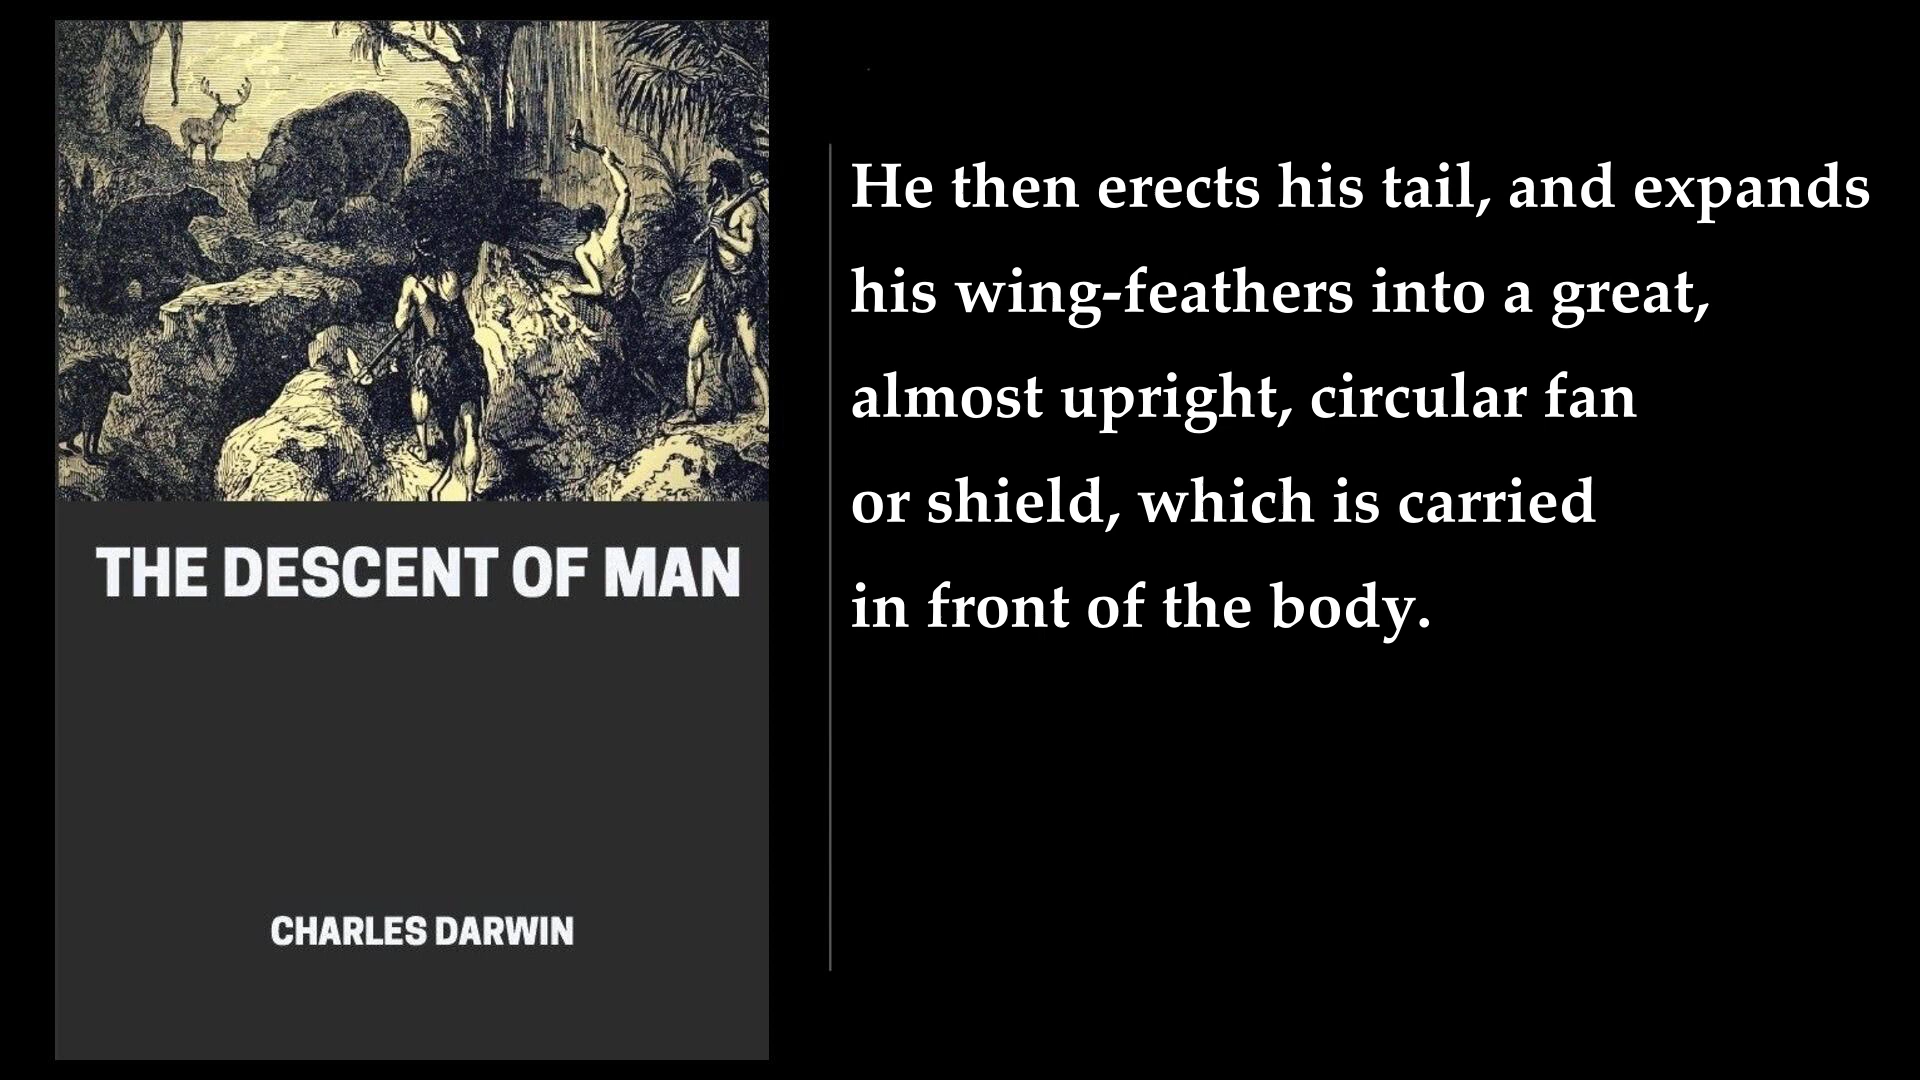 THE DESCENT OF MAN
CHARLES DARWIN
He then erects his tail, and expands
his wing-feathers into a great,
almost upright, circular fan
or shield, which is carried
in front of the body.